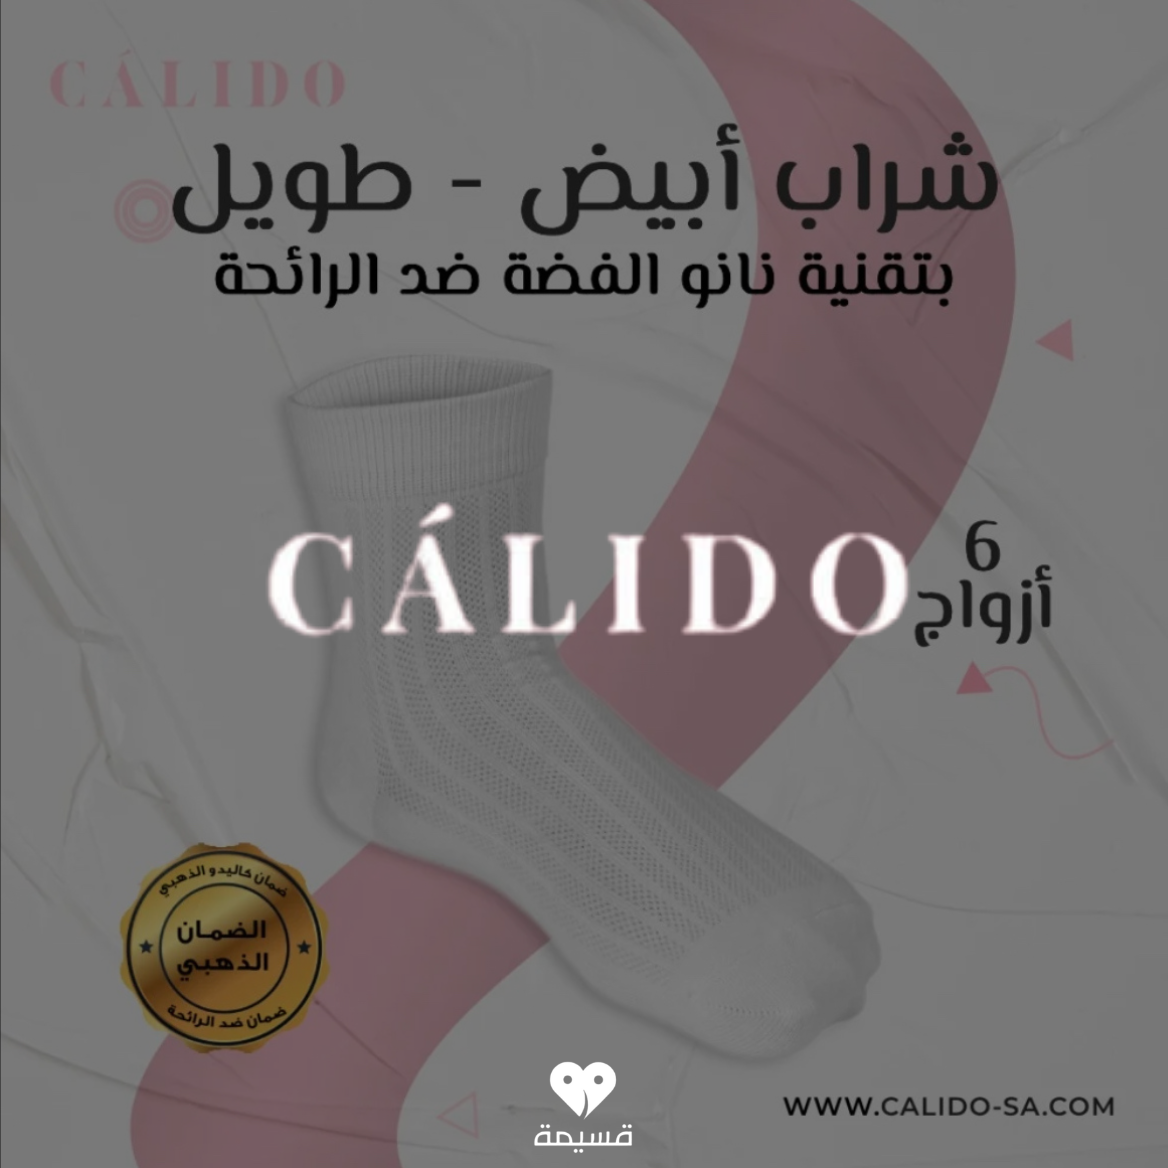 CÁLIDO
شراب أبيض - طويل
بتقنية نانو الفضة ضد الرائحة
CÁLIDO
6
أزواج
ضمان كاليدو الذهبي
الضمان
الذهبي
ضمان ضد الرائحة
WWW.CALIDO-SA.COM
قسيمة